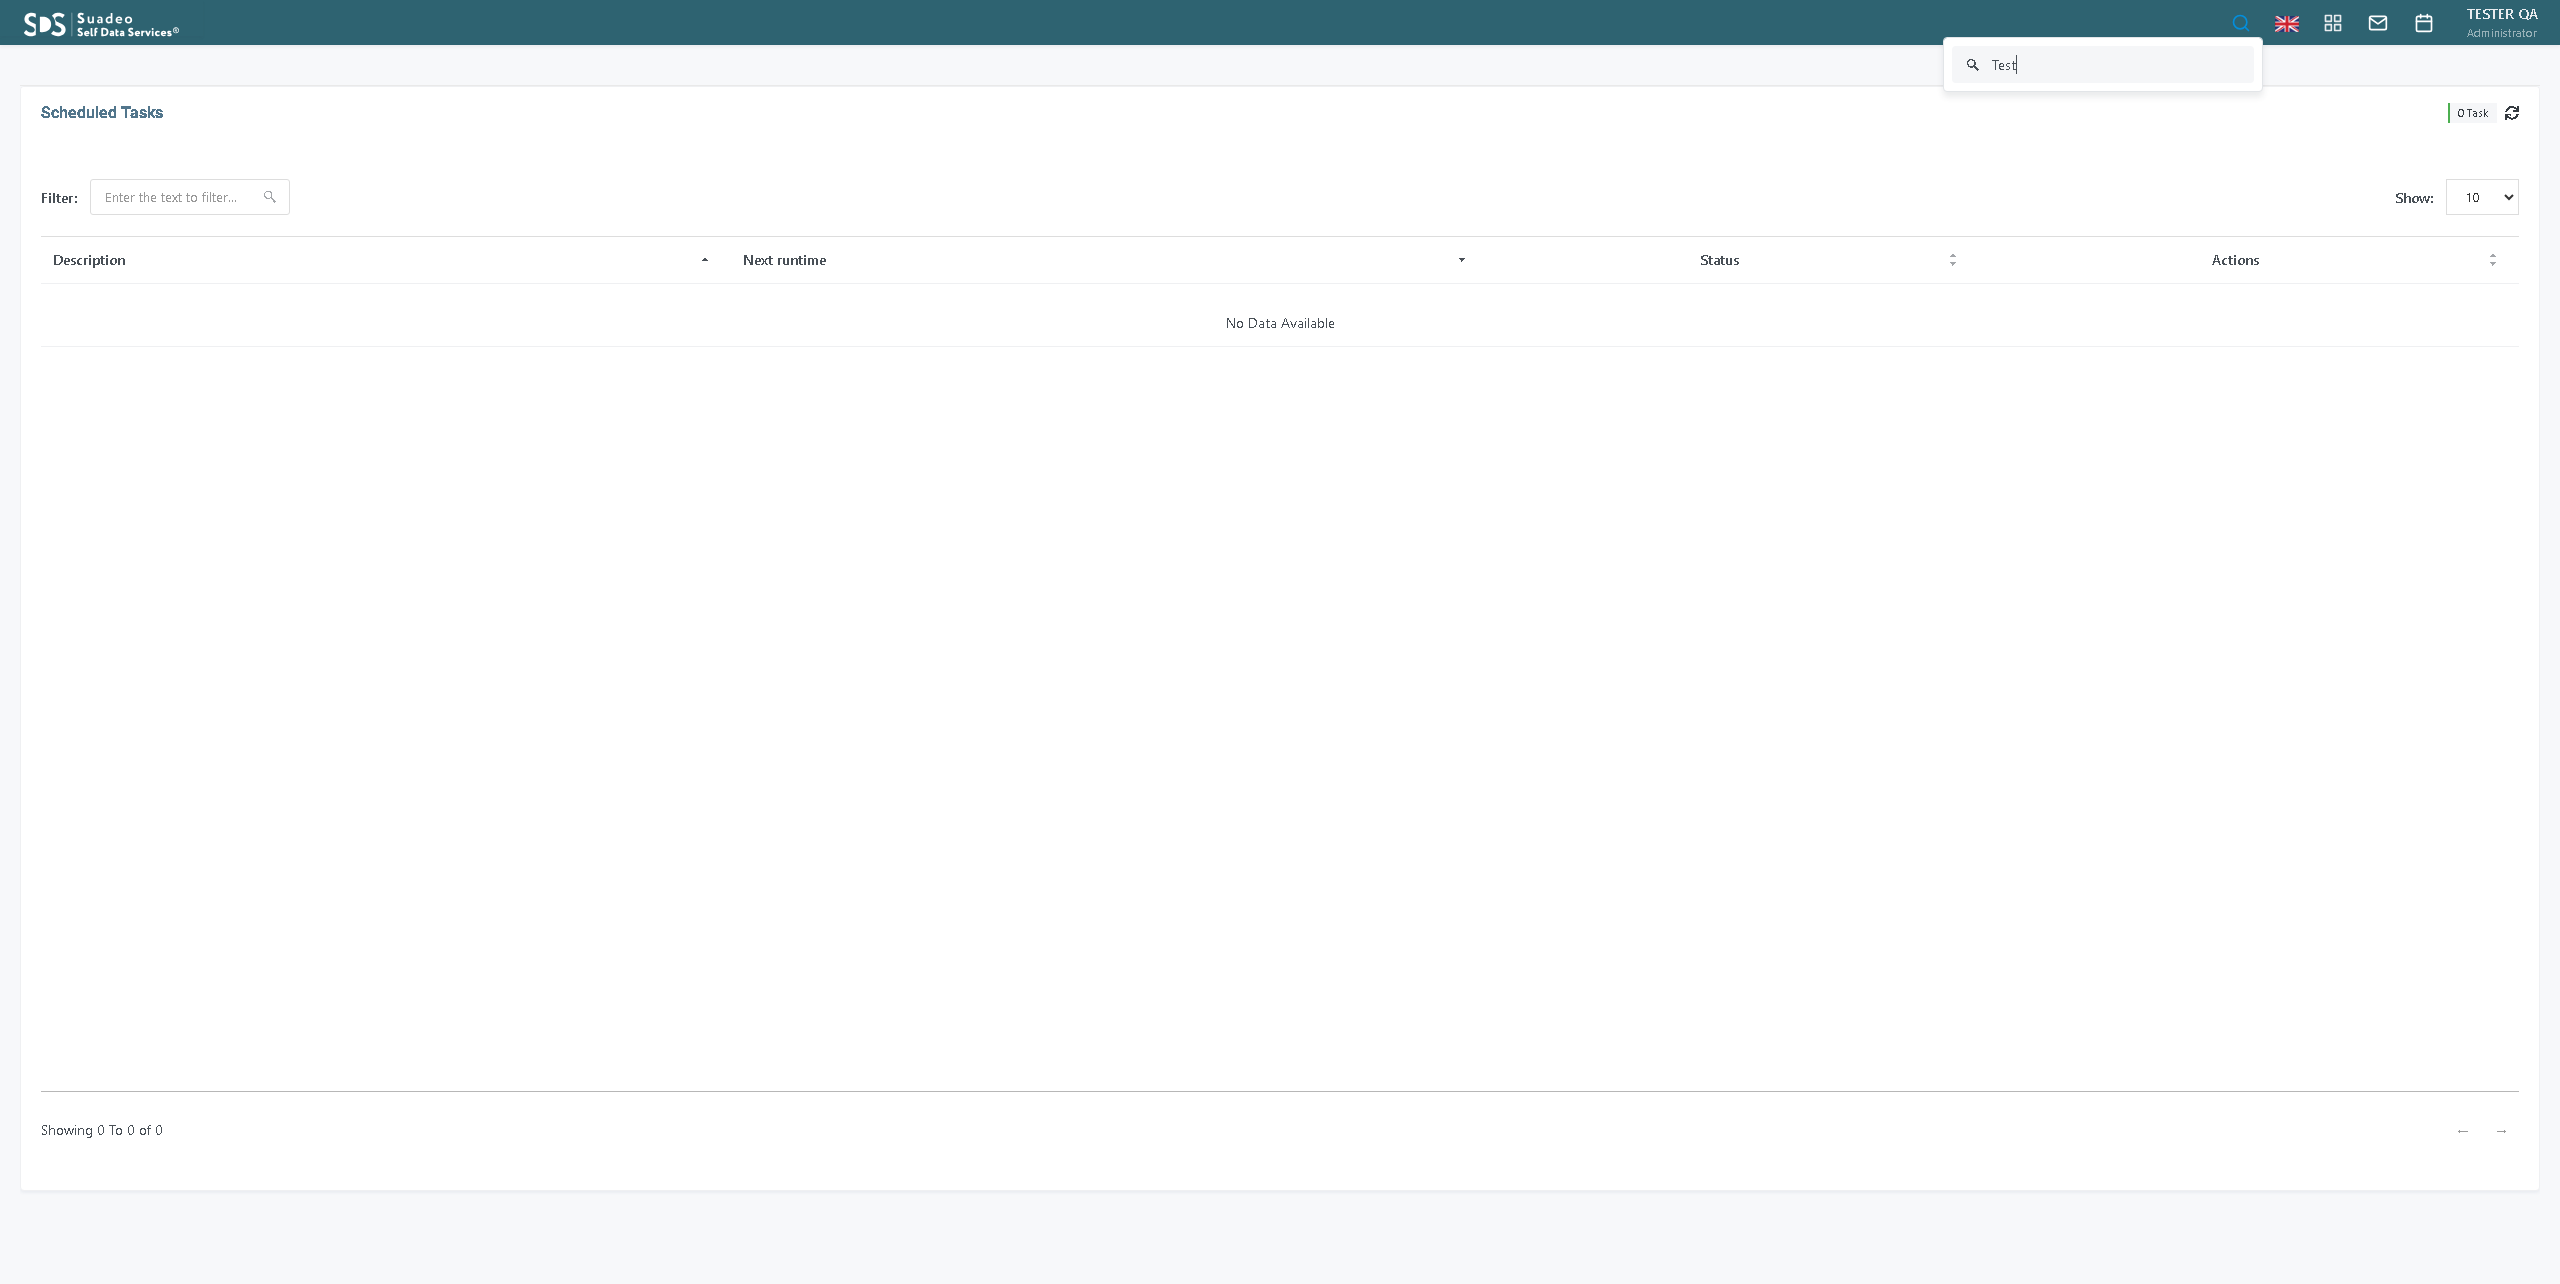 SDS Suadeo
Self Data Services®
TESTER QA
Administrator
Test
Scheduled Tasks
0 Task
Filter:
Enter the text to filter...
Show:
10
Description
Next runtime
Status
Actions
No Data Available
Showing 0 To 0 of 0
← →